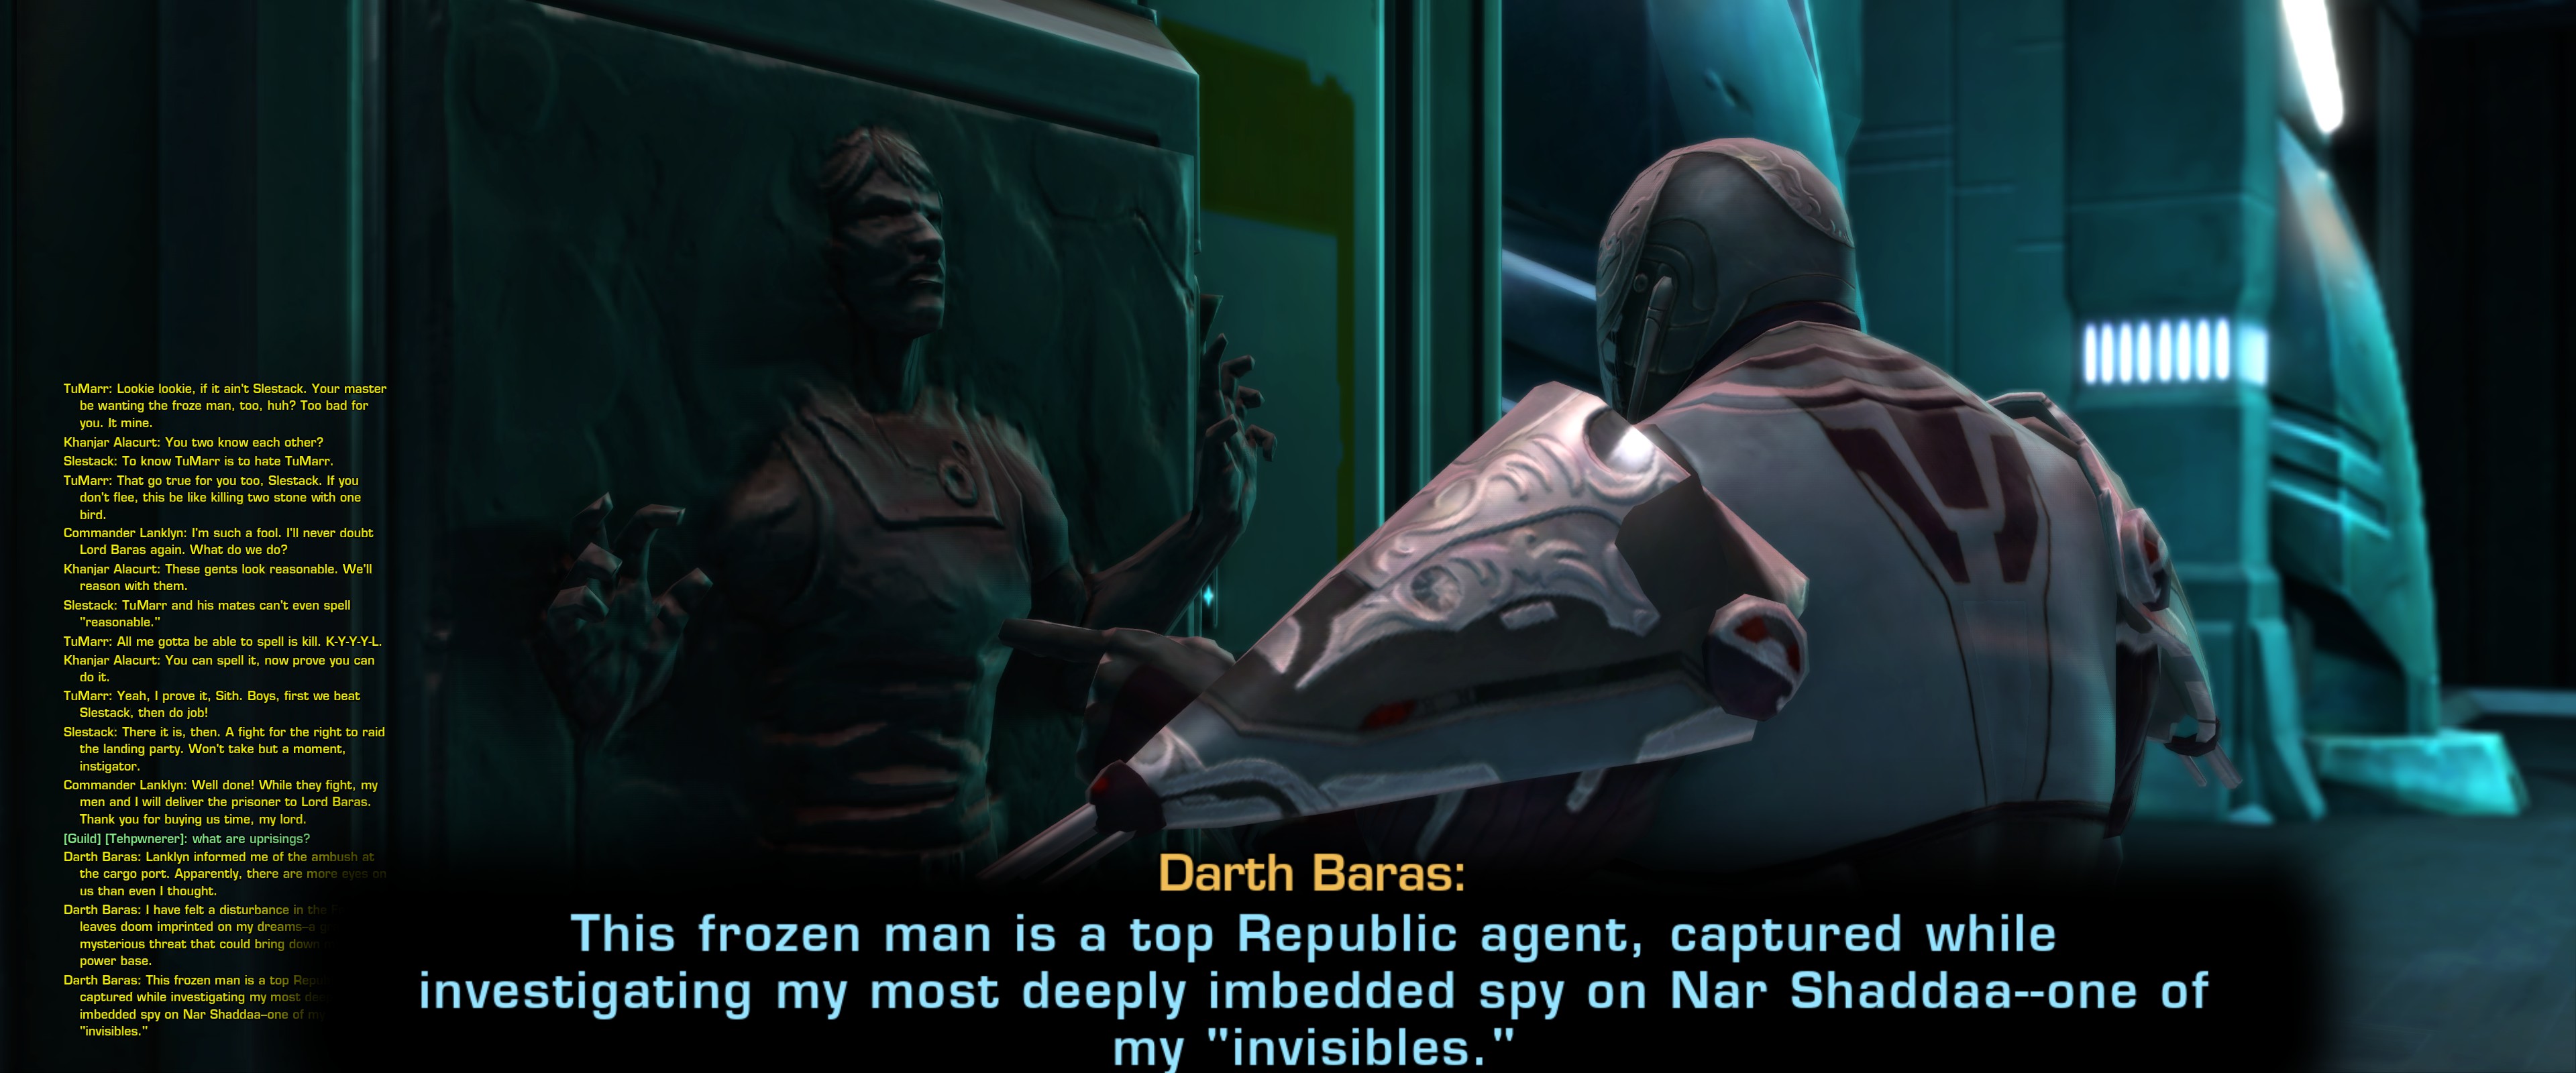 TuMarr: Lookie lookie, if it ain't Slestack. Your master
be wanting the froze man, too, huh? Too bad for
you. It mine.
Khanjar Alacurt: You two know each other?
Slestack: To know TuMarr is to hate TuMarr.
TuMarr: That go true for you too, Slestack. If you
don't flee, this be like killing two stone with one
bird.
Commander Lanklyn: I'm such a fool. I'll never doubt
Lord Baras again. What do we do?
Khanjar Alacurt: These gents look reasonable. We'll
reason with them.
Slestack: TuMarr and his mates can't even spell
"reasonable."
TuMarr: All me gotta be able to spell is kill. K-Y-Y-Y-L.
Khanjar Alacurt: You can spell it, now prove you can
do it.
TuMarr: Yeah, I prove it, Sith. Boys, first we beat
Slestack, then do job!
Slestack: There it is, then. A fight for the right to raid
the landing party. Won't take but a moment,
instigator.
Commander Lanklyn: Well done! While they fight, my
men and I will deliver the prisoner to Lord Baras.
Thank you for buying us time, my lord.
[Guild] [Tehpwnerer]: what are uprisings?
Darth Baras: Lanklyn informed me of the ambush at
the cargo port. Apparently, there are more eyes on
us than even I thought.
Darth Baras: I have felt a disturbance in the
leaves doom imprinted on my dreams--a
mysterious threat that could bring down
power base.
Darth Baras: This frozen man is a top
captured while investigating my most
imbedded spy on Nar Shaddaa--one of my
"invisibles."
Darth Baras:
This frozen man is a top Republic agent, captured while
investigating my most deeply imbedded spy on Nar Shaddaa--one of
my "invisibles."